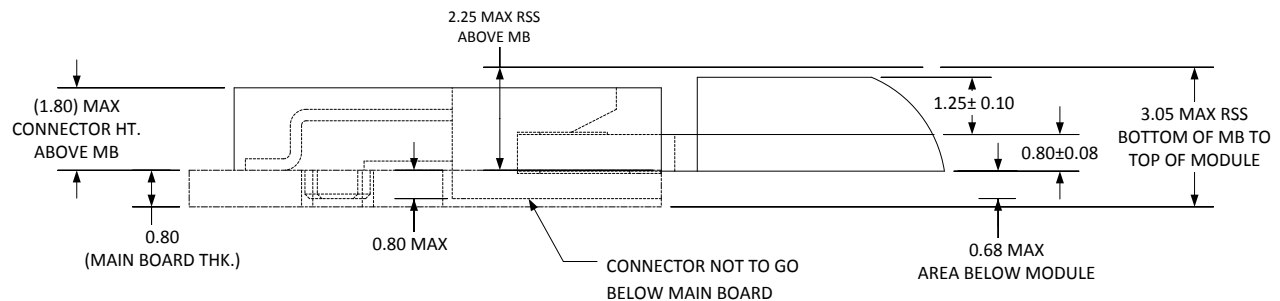 2.25 MAX RSS
ABOVE MB
(1.80) MAX
CONNECTOR HT.
ABOVE MB
1.25± 0.10
3.05 MAX RSS
BOTTOM OF MB TO
TOP OF MODULE
0.80±0.08
0.80
(MAIN BOARD THK.)
0.80 MAX
CONNECTOR NOT TO GO
BELOW MAIN BOARD
0.68 MAX
AREA BELOW MODULE